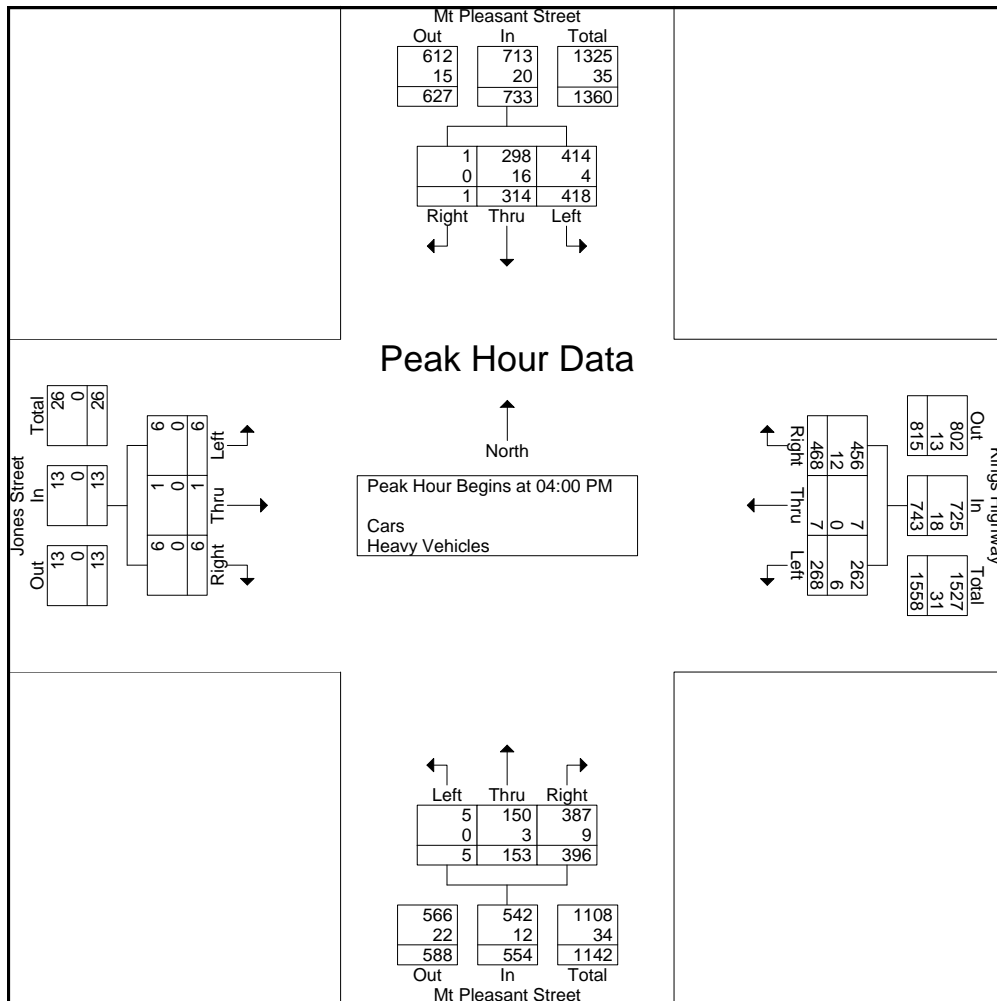 Mt Pleasant Street
Out In Total
612 713 1325
15 20 35
627 733 1360
1 298 414
0 16 4
1 314 418
Right Thru Left
Peak Hour Data
North
Peak Hour Begins at 04:00 PM
Cars
Heavy Vehicles
Jones Street
Out In Total
13 13 26
0 0 0
13 13 26
Left Thru Right
6 1 6
0 0 0
6 1 6
Kings Highway
Out In Total
802 725 1527
13 18 31
815 743 1558
456 7 262
12 0 6
468 7 268
Right Thru Left
Left Thru Right
5 150 387
0 3 9
5 153 396
566 542 1108
22 12 34
588 554 1142
Out In Total
Mt Pleasant Street